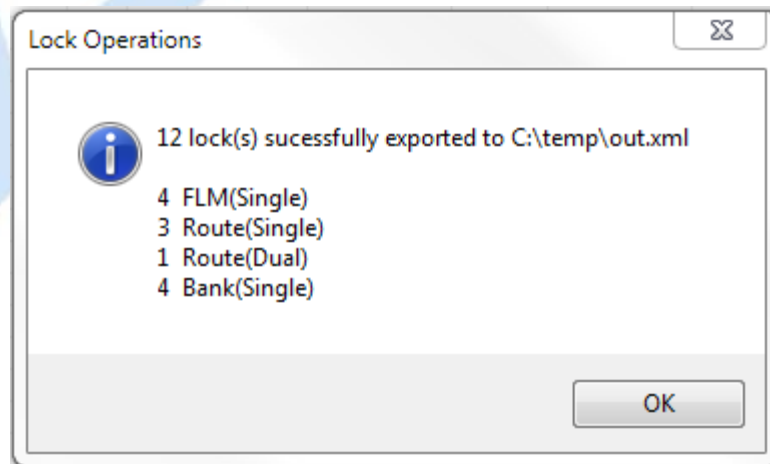 Lock Operations
12 lock(s) sucessfully exported to C:\temp\out.xml
4 FLM(Single)
3 Route(Single)
1 Route(Dual)
4 Bank(Single)
OK